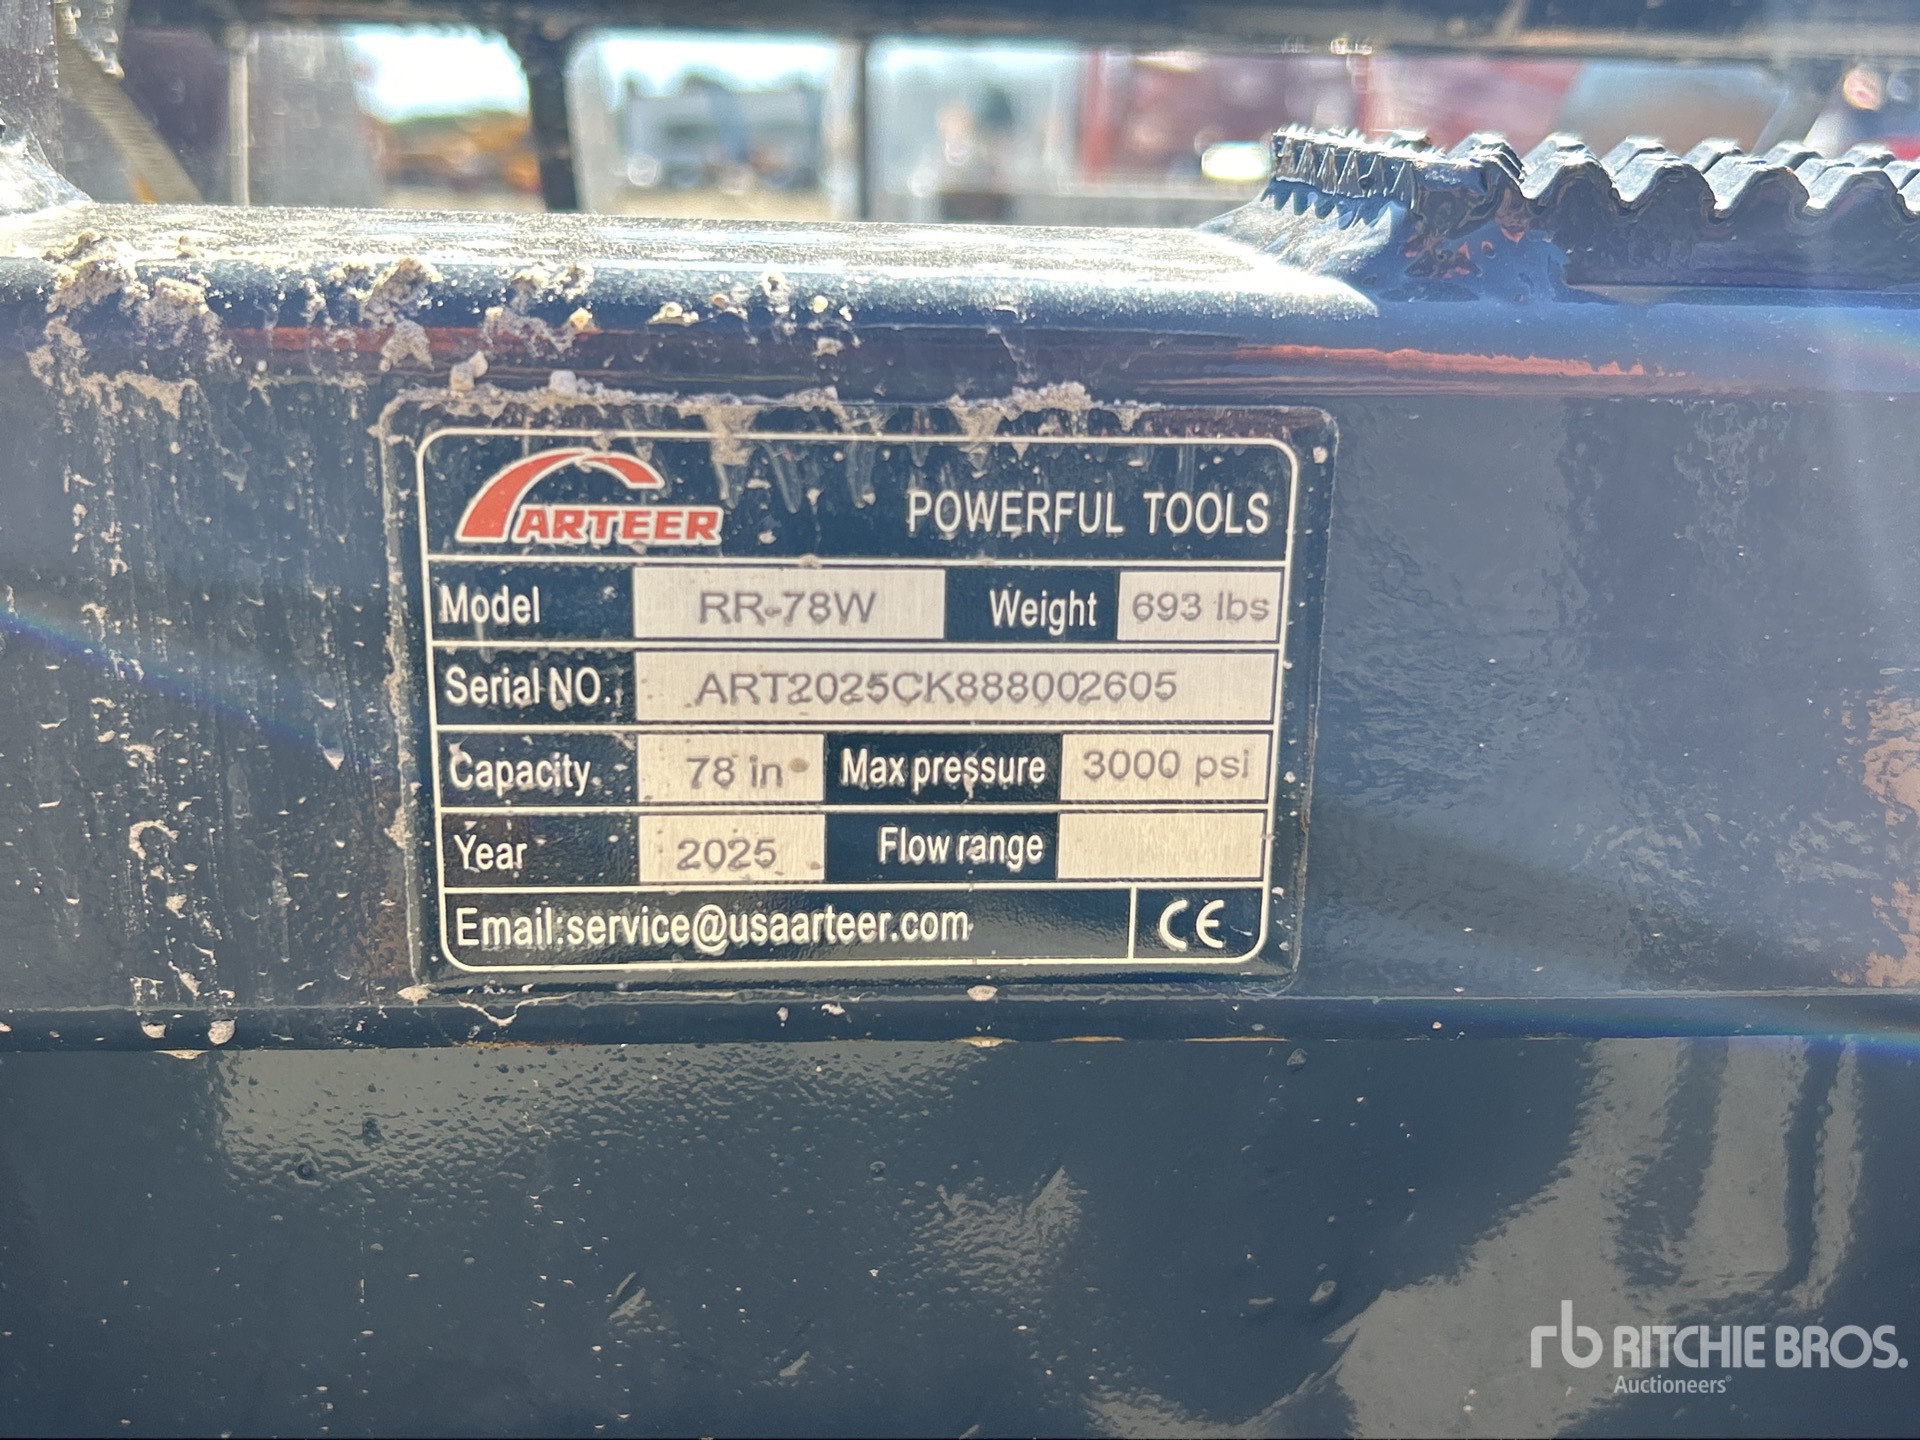 ARTEER POWERFUL TOOLS
Model RR-78W Weight 693 lbs
Serial NO. ART2025CK888002605
Capacity 78 in Max pressure 3000 psi
Year 2025 Flow range
Email:service@usaarteer.com CE
rb RITCHIE BROS.
Auctioneers